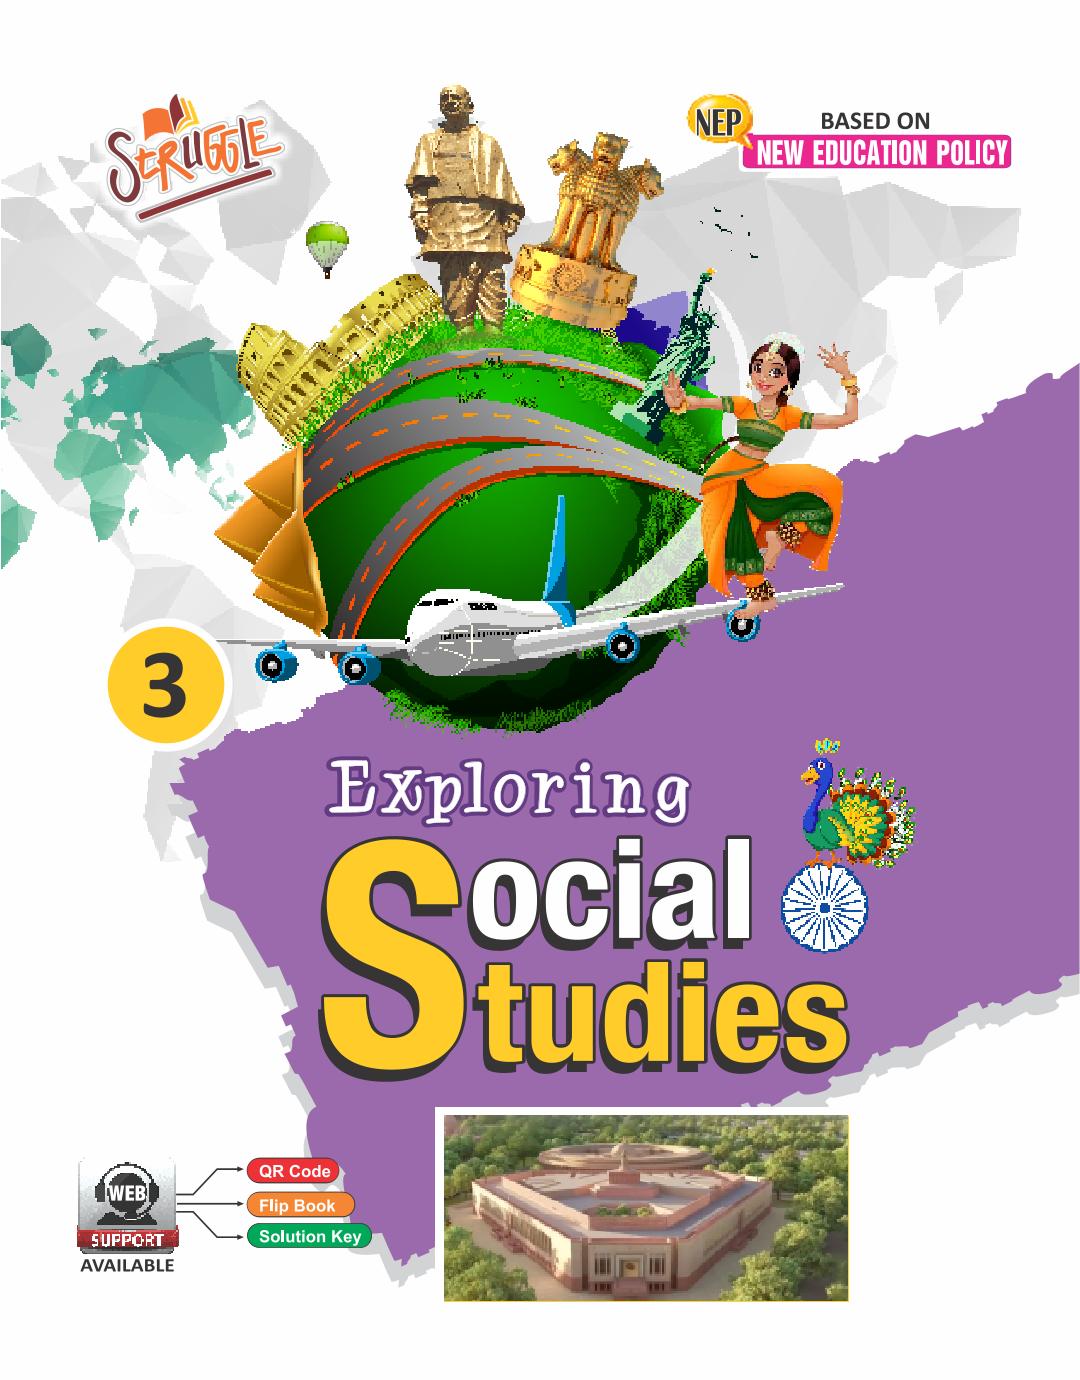 STRUGGLE
NEP
BASED ON
NEW EDUCATION POLICY
3
Exploring
Social
Studies
WEB
SUPPORT
AVAILABLE
QR Code
Flip Book
Solution Key